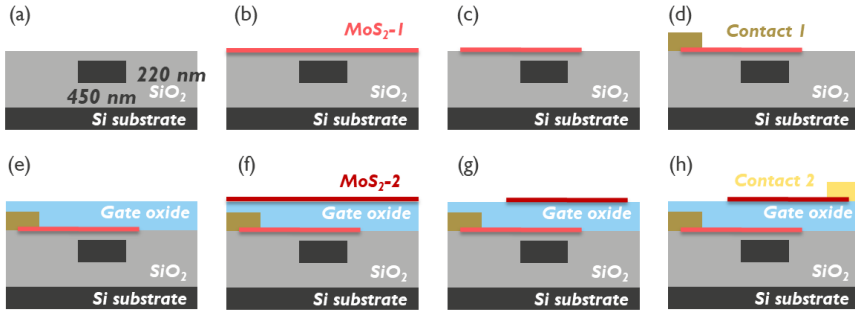 (a)
(b)
(c)
(d)
MoS₂-1
Contact 1
220 nm
450 nm
SiO₂
SiO₂
SiO₂
SiO₂
Si substrate
Si substrate
Si substrate
Si substrate
(e)
(f)
(g)
(h)
MoS₂-2
Contact 2
Gate oxide
Gate oxide
Gate oxide
Gate oxide
SiO₂
SiO₂
SiO₂
SiO₂
Si substrate
Si substrate
Si substrate
Si substrate